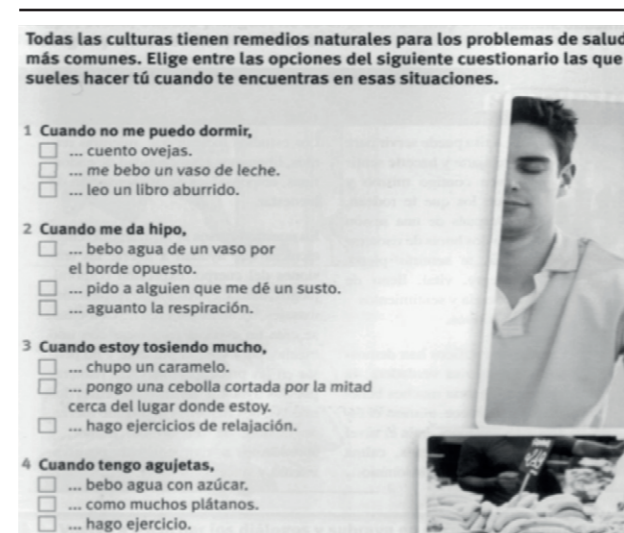 Todas las culturas tienen remedios naturales para los problemas de salud
más comunes. Elige entre las opciones del siguiente cuestionario las que
sueles hacer tú cuando te encuentras en esas situaciones.
1 Cuando no me puedo dormir,
... cuento ovejas.
... me bebo un vaso de leche.
... leo un libro aburrido.
2 Cuando me da hipo,
... bebo agua de un vaso por
el borde opuesto.
... pido a alguien que me dé un susto.
... aguanto la respiración.
3 Cuando estoy tosiendo mucho,
... chupo un caramelo.
... pongo una cebolla cortada por la mitad
cerca del lugar donde estoy.
... hago ejercicios de relajación.
4 Cuando tengo agujetas,
... bebo agua con azúcar.
... como muchos plátanos.
... hago ejercicio.